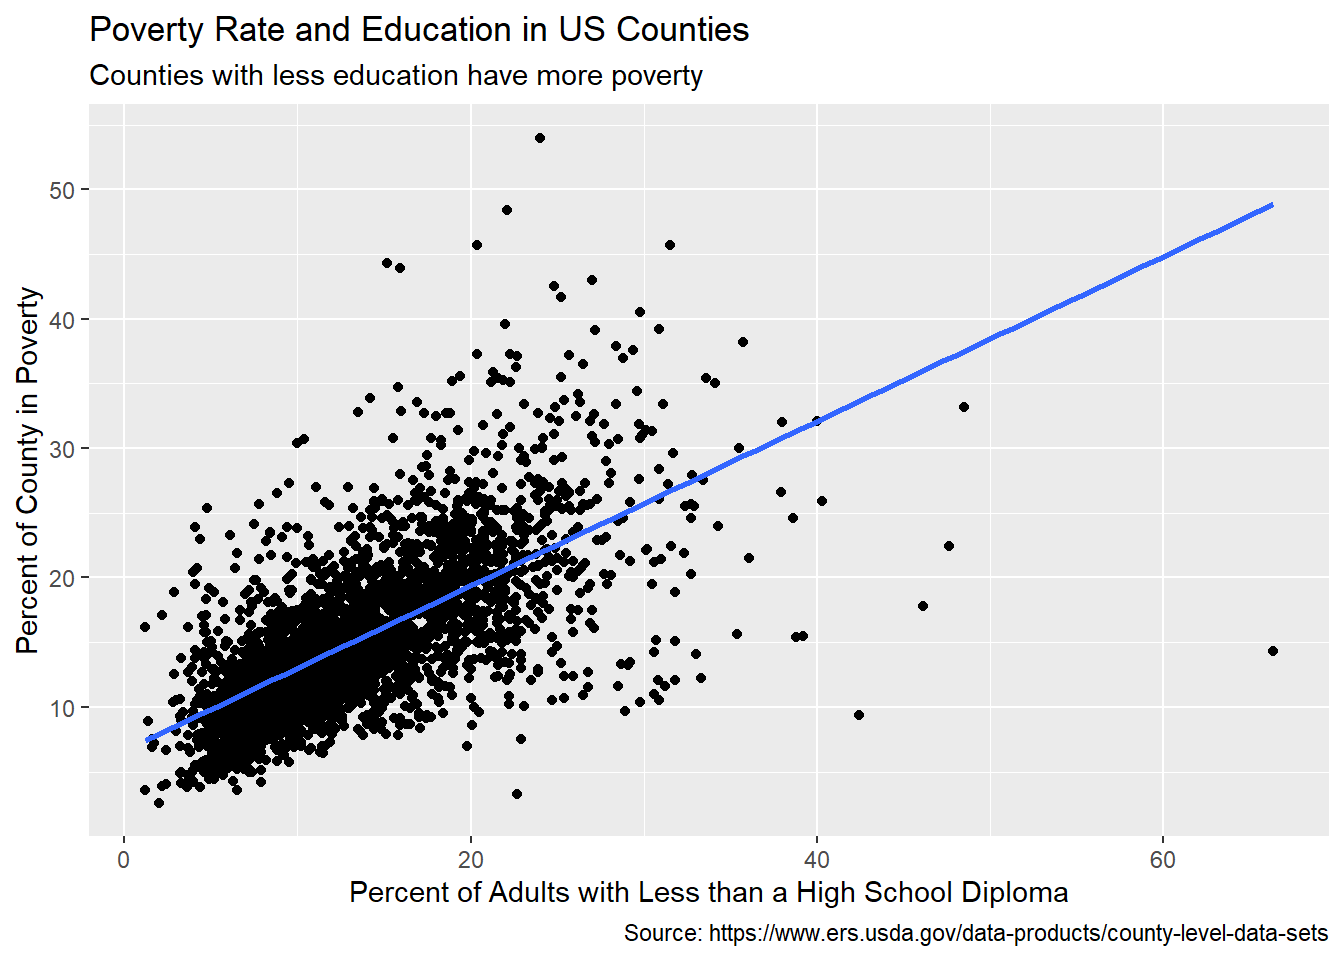 Poverty Rate and Education in US Counties
Counties with less education have more poverty
Percent of County in Poverty
50
40
30
20
10
0
20
40
60
Percent of Adults with Less than a High School Diploma
Source: https://www.ers.usda.gov/data-products/county-level-data-sets